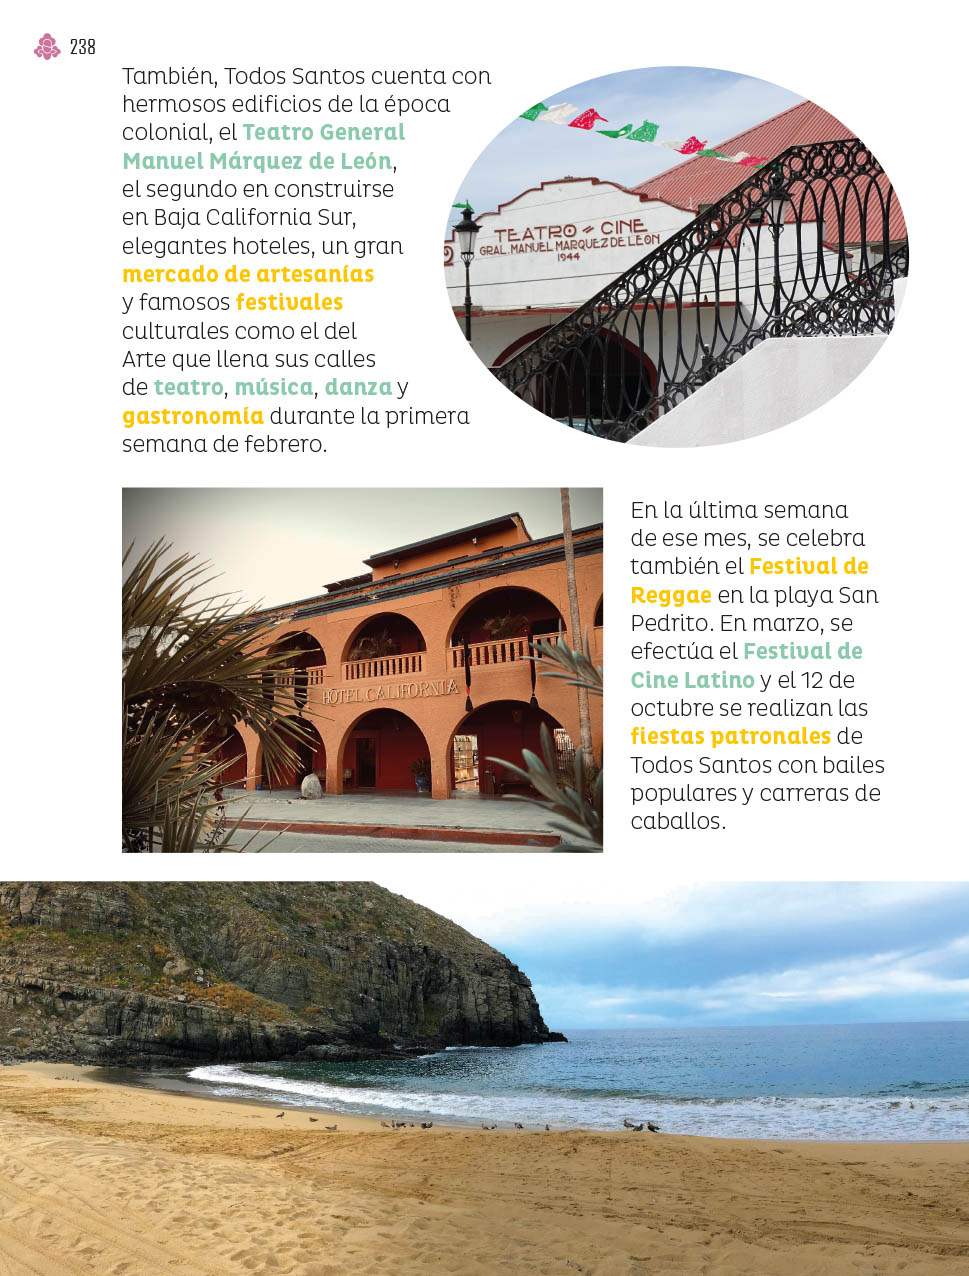 238
También, Todos Santos cuenta con
hermosos edificios de la época
colonial, el Teatro General
Manuel Márquez de León,
el segundo en construirse
en Baja California Sur,
elegantes hoteles, un gran
mercado de artesanías
y famosos festivales
culturales como el del
Arte que llena sus calles
de teatro, música, danza y
gastronomía durante la primera
semana de febrero.
TEATRO - CINE
GRAL. MANUEL MARQUEZ DE LEON
1944
HOTEL CALIFORNIA
En la última semana
de ese mes, se celebra
también el Festival de
Reggae en la playa San
Pedrito. En marzo, se
efectúa el Festival de
Cine Latino y el 12 de
octubre se realizan las
fiestas patronales de
Todos Santos con bailes
populares y carreras de
caballos.